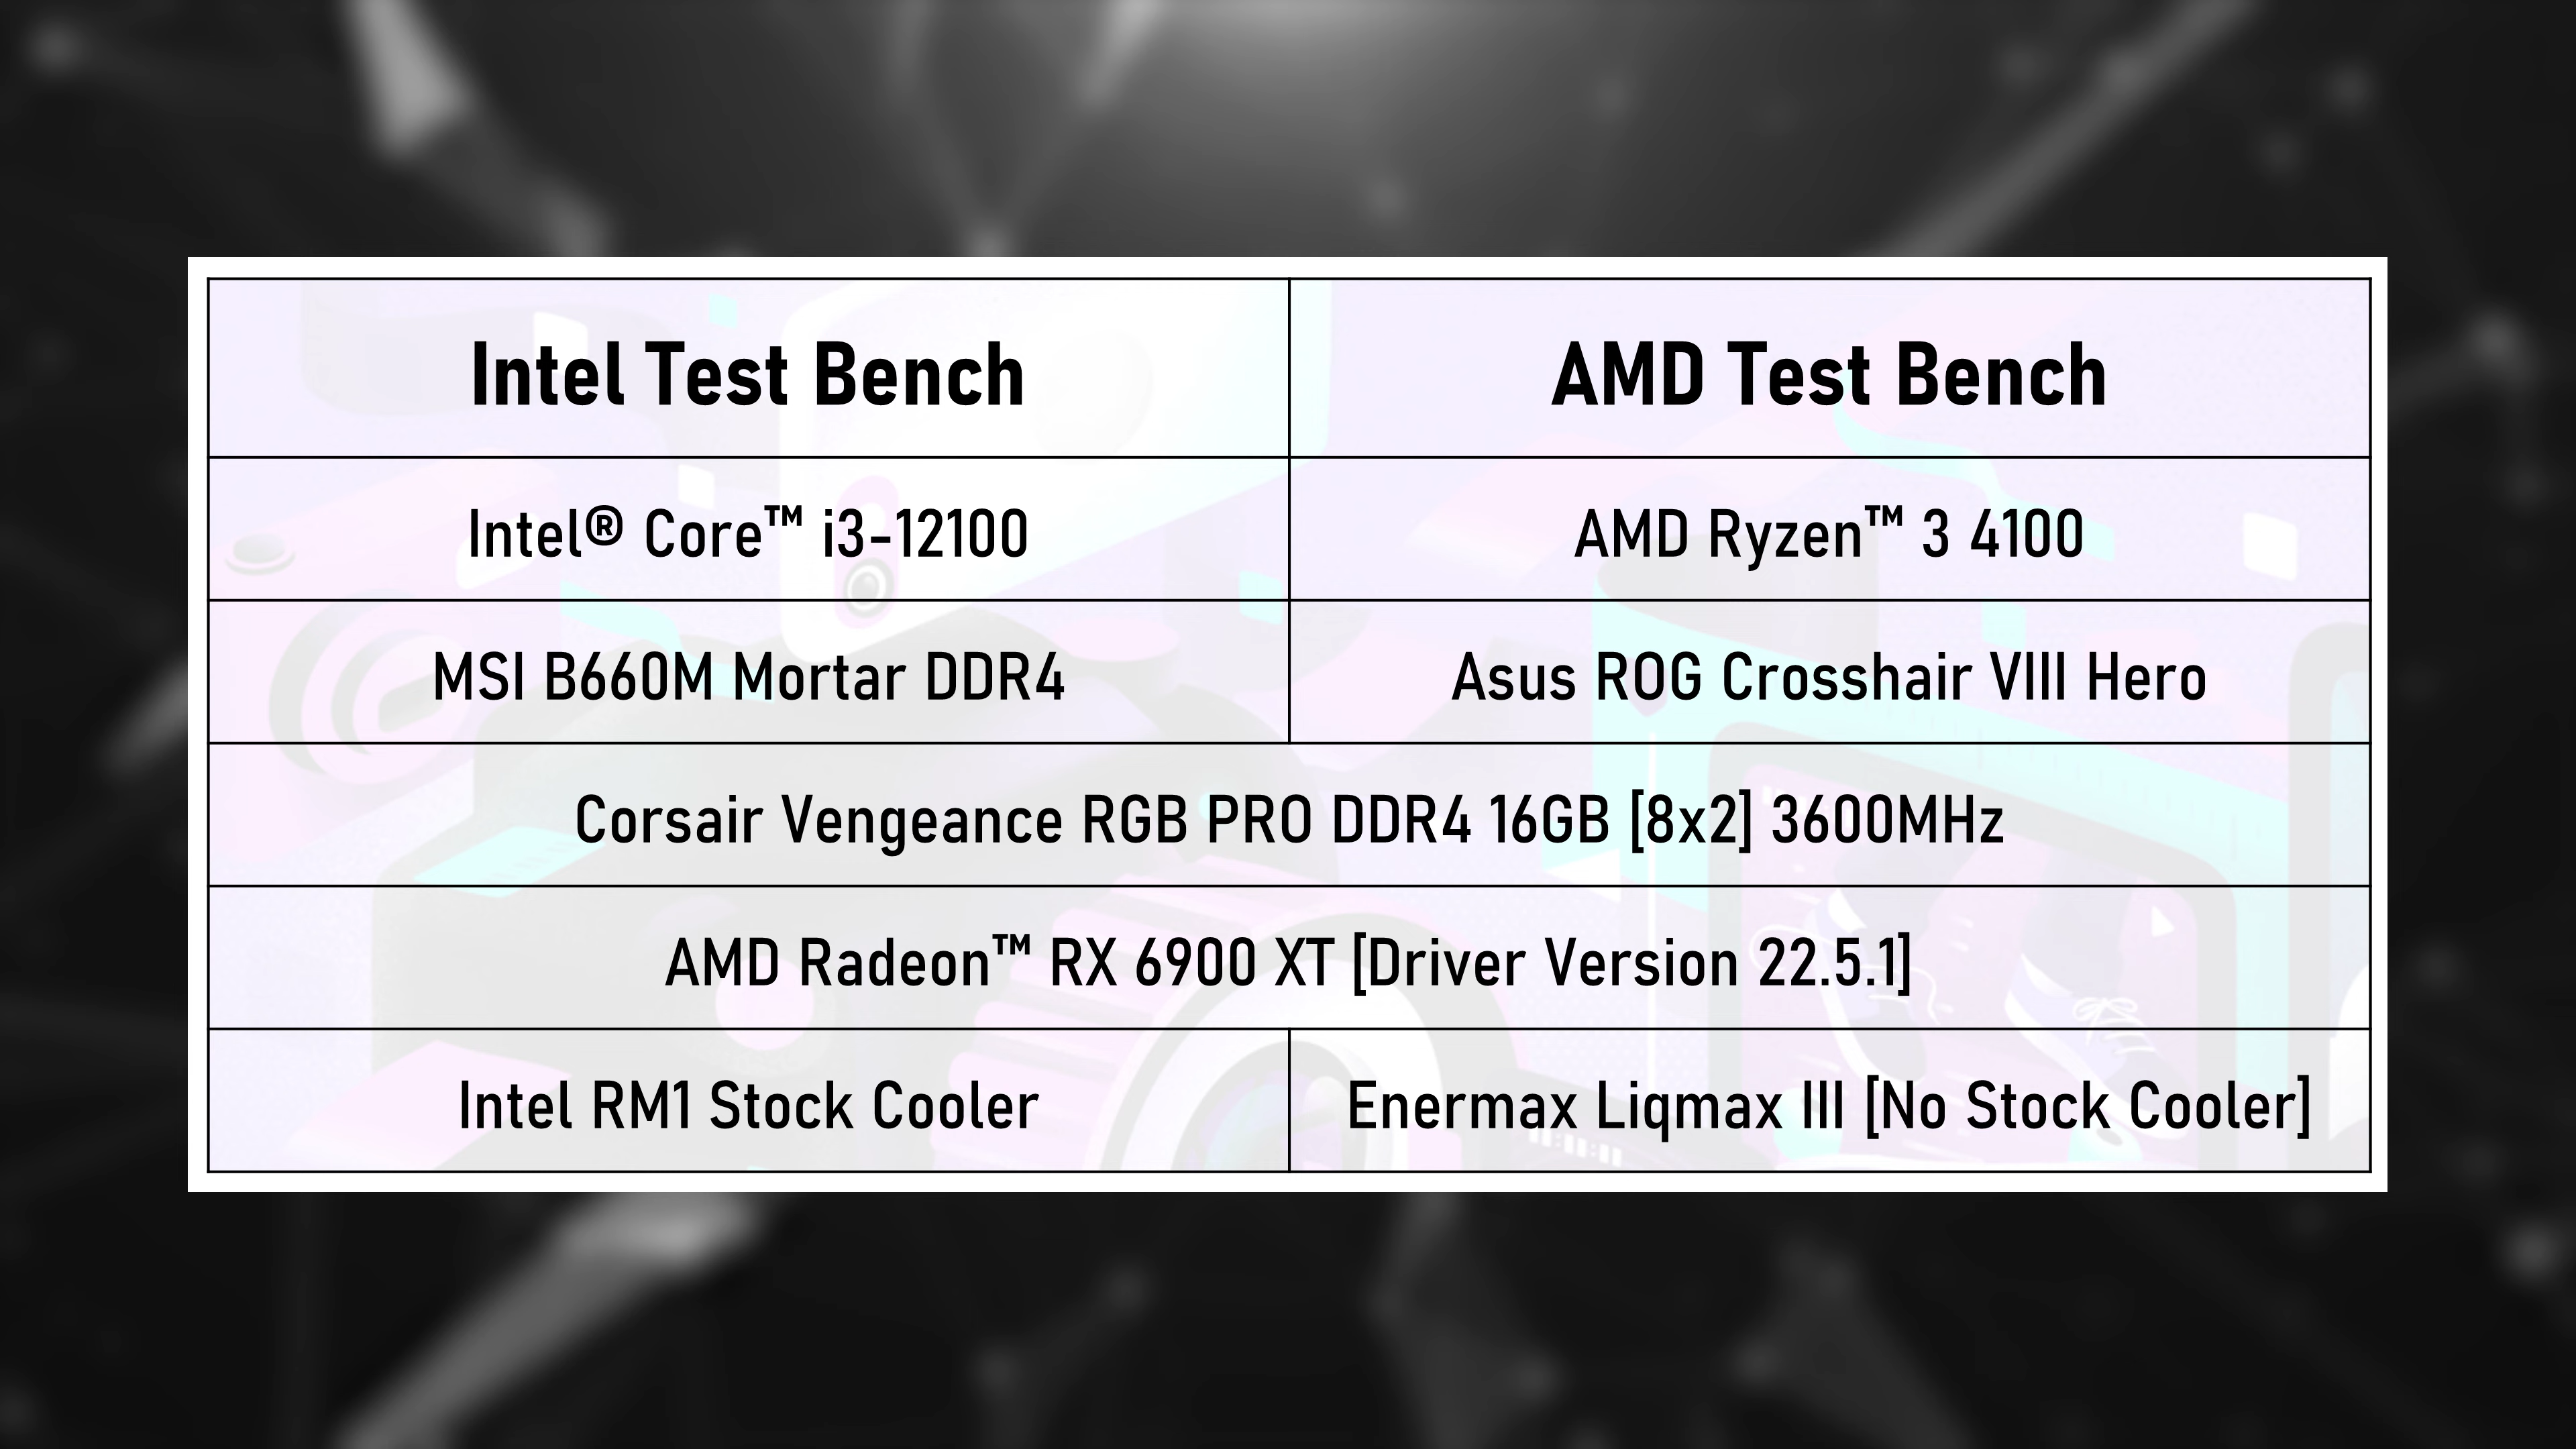 Intel Test Bench
AMD Test Bench
Intel® Core™ i3-12100
AMD Ryzen™ 3 4100
MSI B660M Mortar DDR4
Asus ROG Crosshair VIII Hero
Corsair Vengeance RGB PRO DDR4 16GB [8x2] 3600MHz
AMD Radeon™ RX 6900 XT [Driver Version 22.5.1]
Intel RM1 Stock Cooler
Enermax Liqmax III [No Stock Cooler]